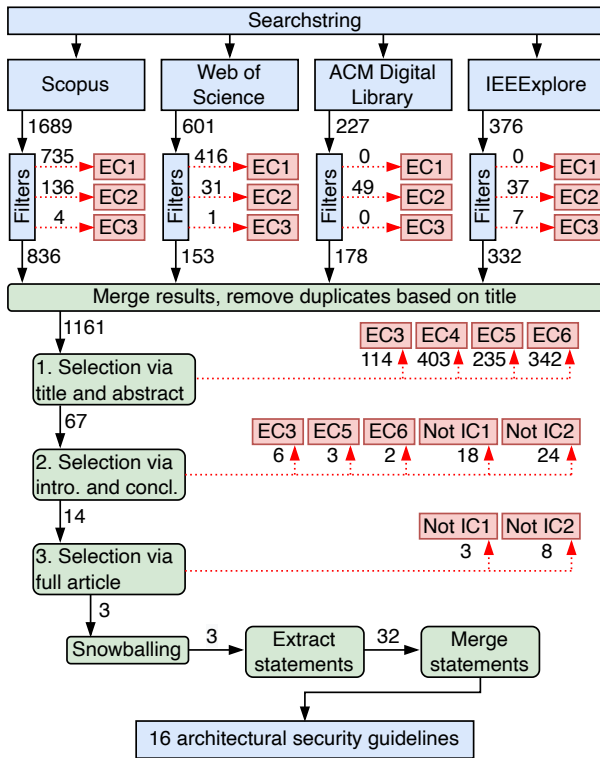 Searchstring
Scopus
Web of
Science
ACM Digital
Library
IEEExplore
1689
601
227
376
Filters
735
EC1
136
EC2
4
EC3
Filters
416
EC1
31
EC2
1
EC3
Filters
0
EC1
49
EC2
0
EC3
Filters
0
EC1
37
EC2
7
EC3
836
153
178
332
Merge results, remove duplicates based on title
1161
EC3
EC4
EC5
EC6
114
403
235
342
1. Selection via
title and abstract
67
EC3
EC5
EC6
Not IC1
Not IC2
6
3
2
18
24
2. Selection via
intro. and concl.
14
Not IC1
Not IC2
3
8
3. Selection via
full article
3
Snowballing
3
Extract
statements
32
Merge
statements
16 architectural security guidelines